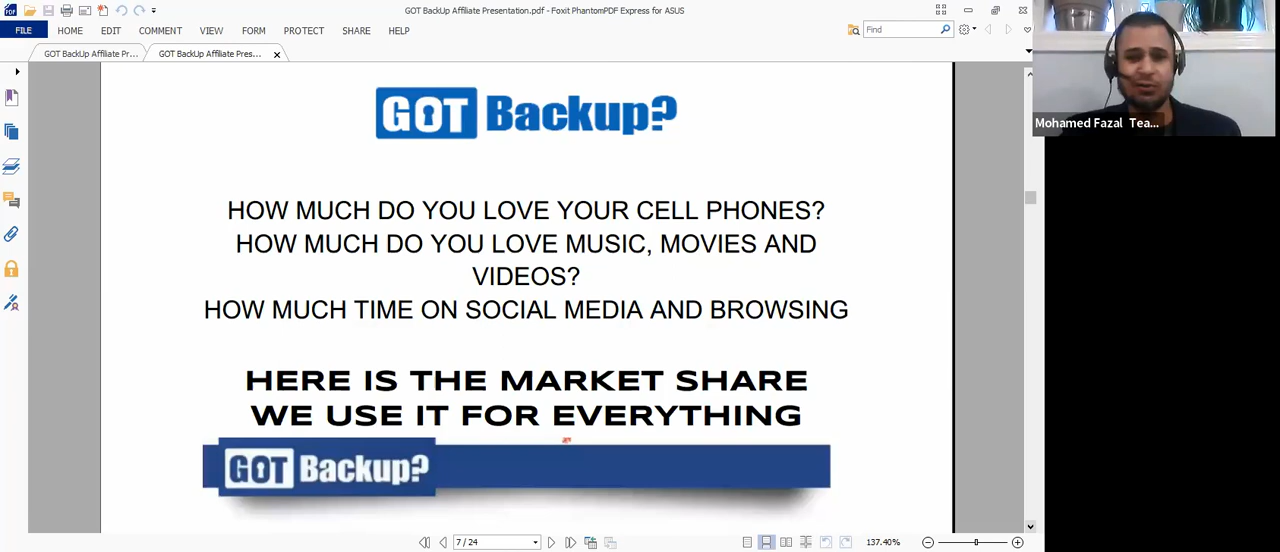 GOT BackUp Affiliate Presentation.pdf - Foxit PhantomPDF Express for ASUS
FILE HOME EDIT COMMENT VIEW FORM PROTECT SHARE HELP
Find
GOT BackUp Affiliate Pr... GOT BackUp Affiliate Pres...
GOT Backup?
HOW MUCH DO YOU LOVE YOUR CELL PHONES?
HOW MUCH DO YOU LOVE MUSIC, MOVIES AND
VIDEOS?
HOW MUCH TIME ON SOCIAL MEDIA AND BROWSING
HERE IS THE MARKET SHARE
WE USE IT FOR EVERYTHING
GOT Backup?
7 / 24
137.40%
Mohamed Fazal Tea...